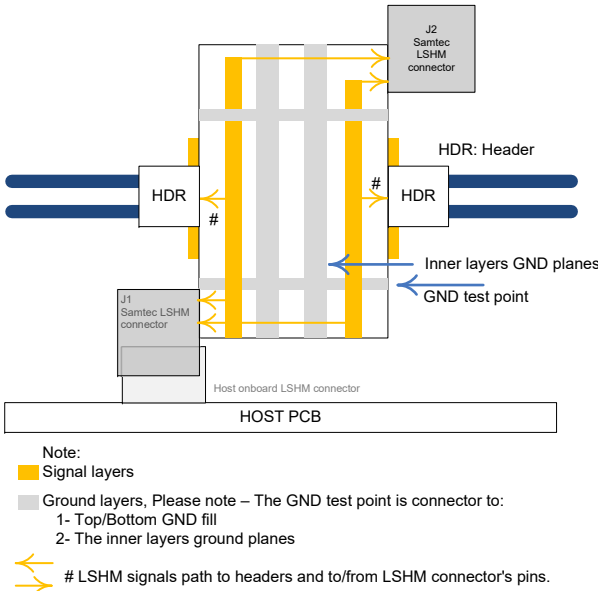 J2
Samtec
LSHM
connector
HDR: Header
HDR
#
#
HDR
Inner layers GND planes
GND test point
J1
Samtec LSHM
connector
Host onboard LSHM connector
HOST PCB
Note:
Signal layers
Ground layers, Please note – The GND test point is connector to:
1- Top/Bottom GND fill
2- The inner layers ground planes
# LSHM signals path to headers and to/from LSHM connector's pins.